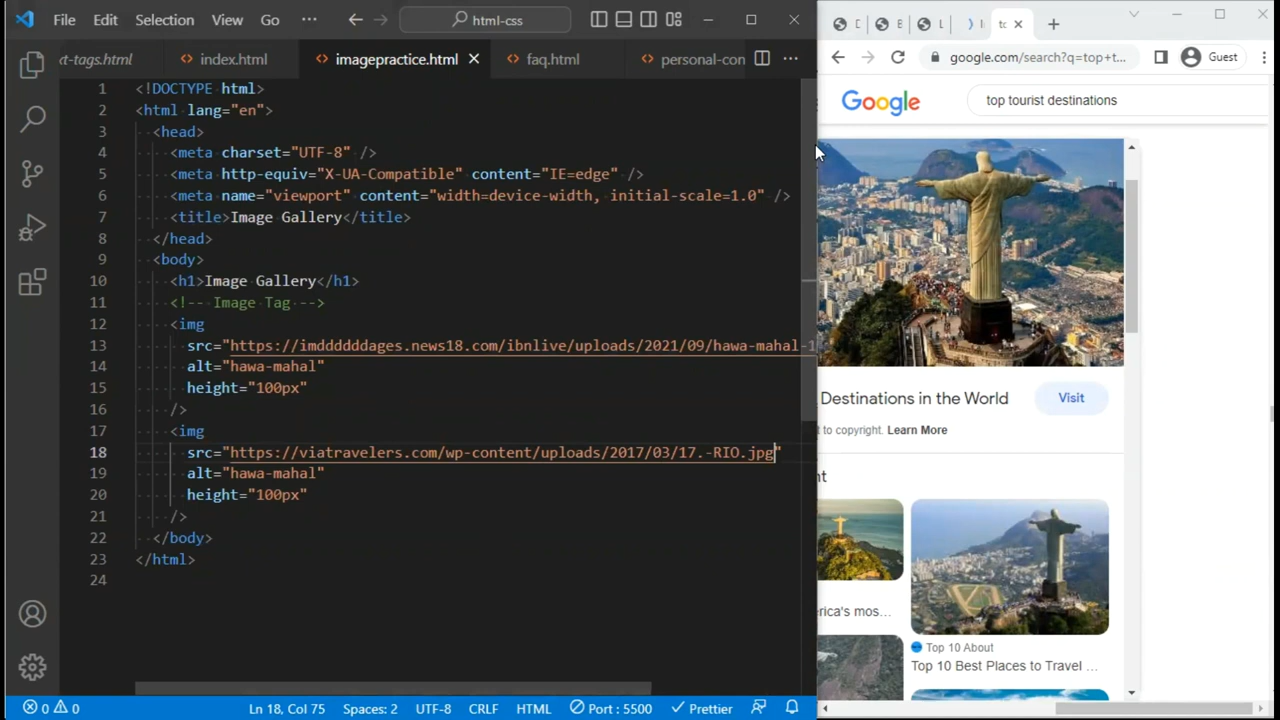 File Edit Selection View Go ··· html-css
xt-tags.html index.html imagepractice.html faq.html personal-con
1 <!DOCTYPE html>
2 <html lang="en">
3 <head>
4 <meta charset="UTF-8" />
5 <meta http-equiv="X-UA-Compatible" content="IE=edge" />
6 <meta name="viewport" content="width=device-width, initial-scale=1.0" />
7 <title>Image Gallery</title>
8 </head>
9 <body>
10 <h1>Image Gallery</h1>
11 <!-- Image Tag -->
12 <img
13 src="https://imddddddages.news18.com/ibnlive/uploads/2021/09/hawa-mahal-1
14 alt="hawa-mahal"
15 height="100px"
16 />
17 <img
18 src="https://viatravelers.com/wp-content/uploads/2017/03/17.-RIO.jpg"
19 alt="hawa-mahal"
20 height="100px"
21 />
22 </body>
23 </html>
24
0 0 Ln 18, Col 75 Spaces: 2 UTF-8 CRLF HTML Port : 5500 Prettier
google.com/search?q=top+t... Guest
Google top tourist destinations
Destinations in the World Visit
t to copyright. Learn More
nt
erica's mos...
Top 10 About
Top 10 Best Places to Travel ...